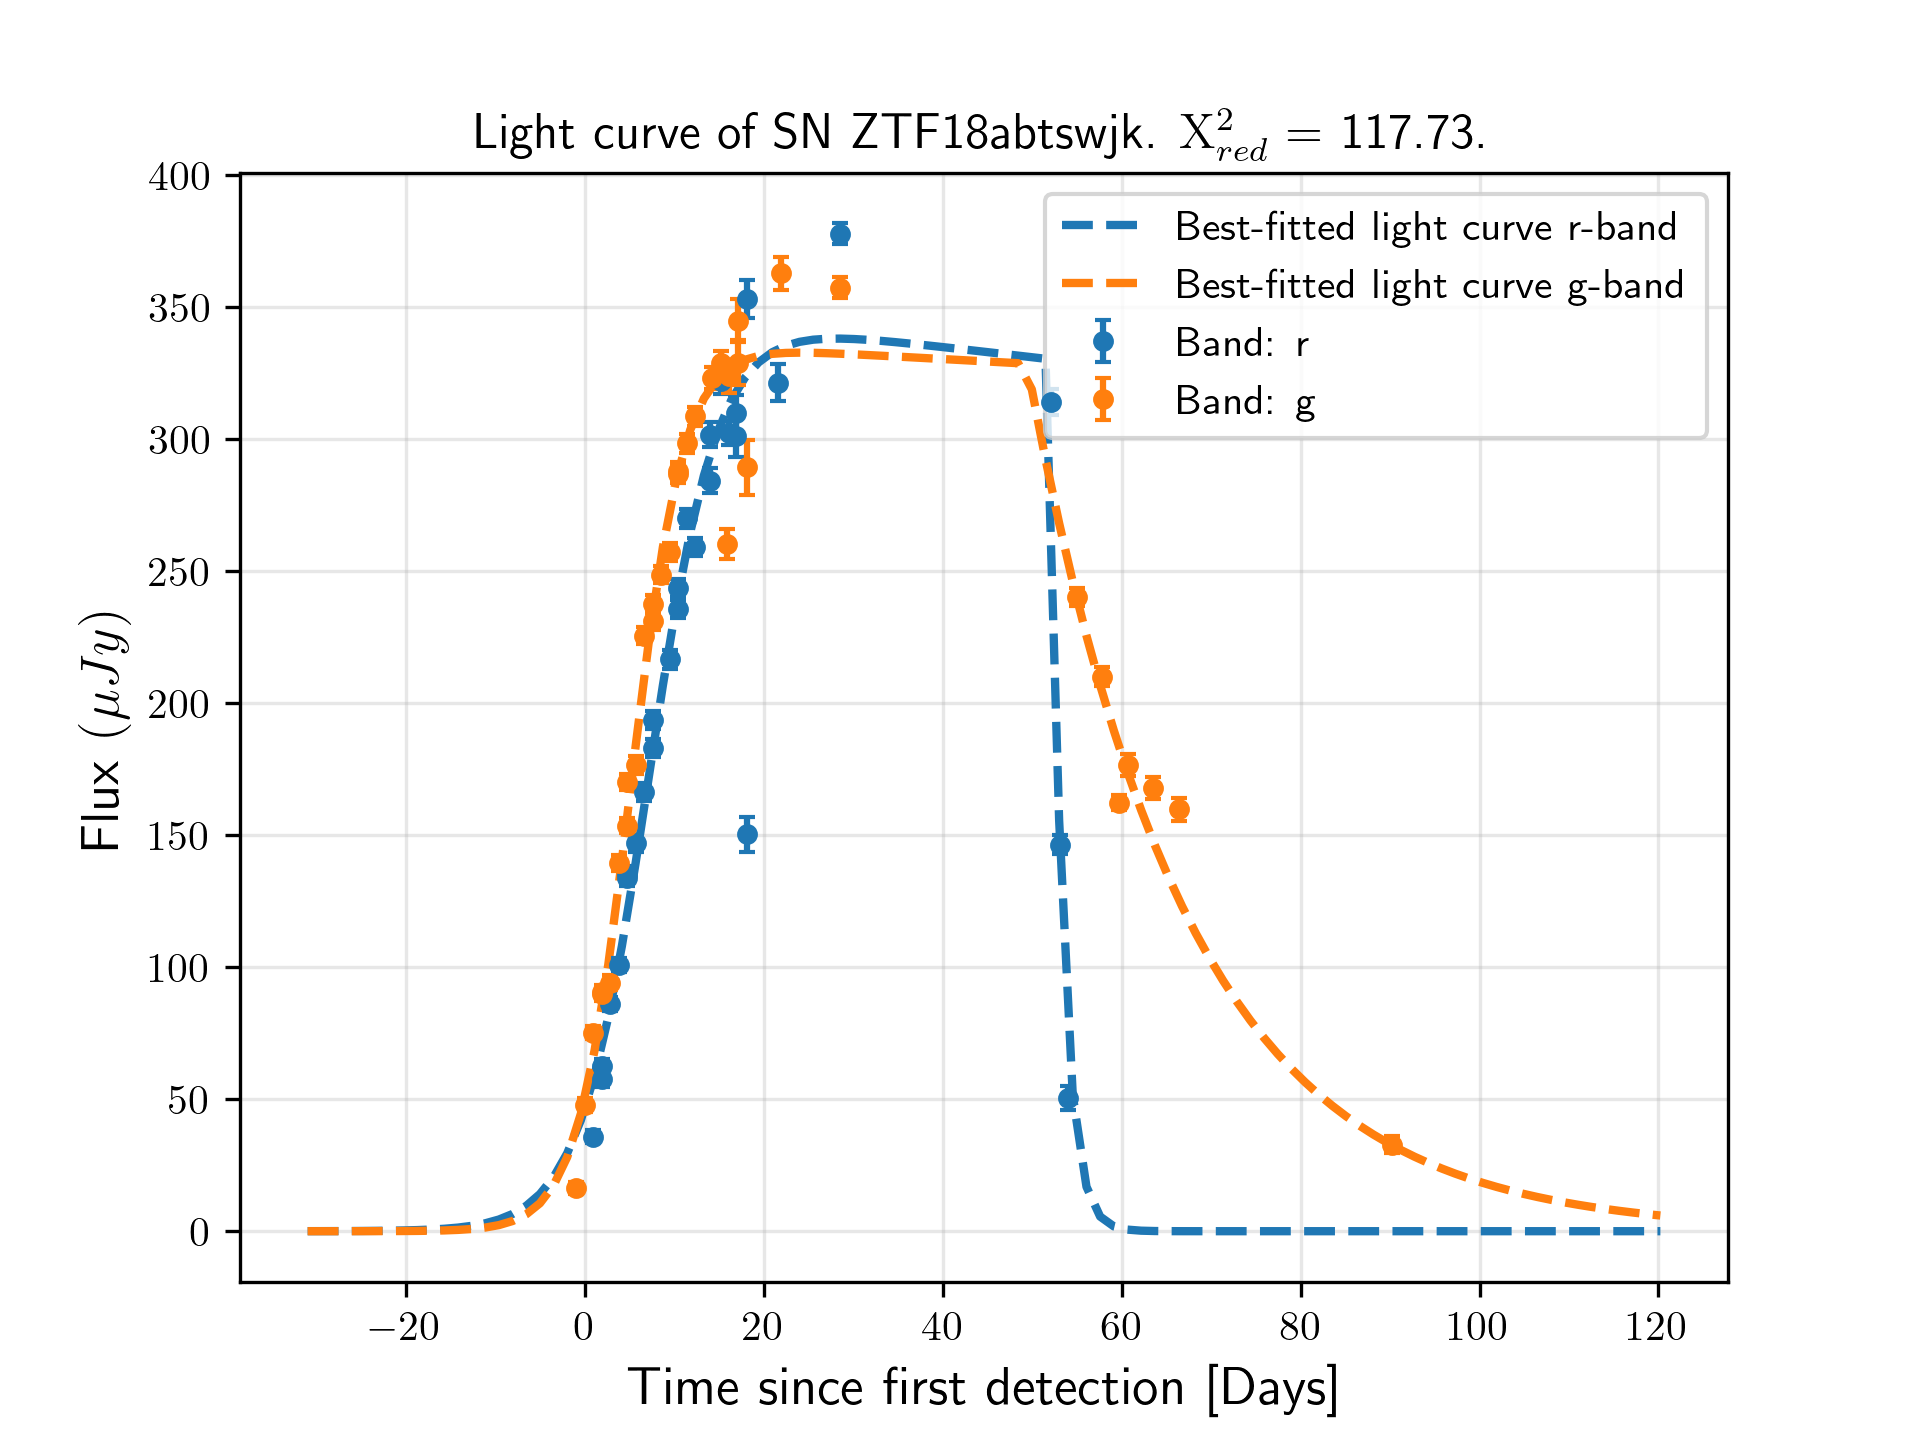 Light curve of SN ZTF18abtswjk. X²red = 117.73.
400
350
300
250
200
150
100
50
0
Flux (μJy)
Best-fitted light curve r-band
Best-fitted light curve g-band
Band: r
Band: g
−20 0 20 40 60 80 100 120
Time since first detection [Days]